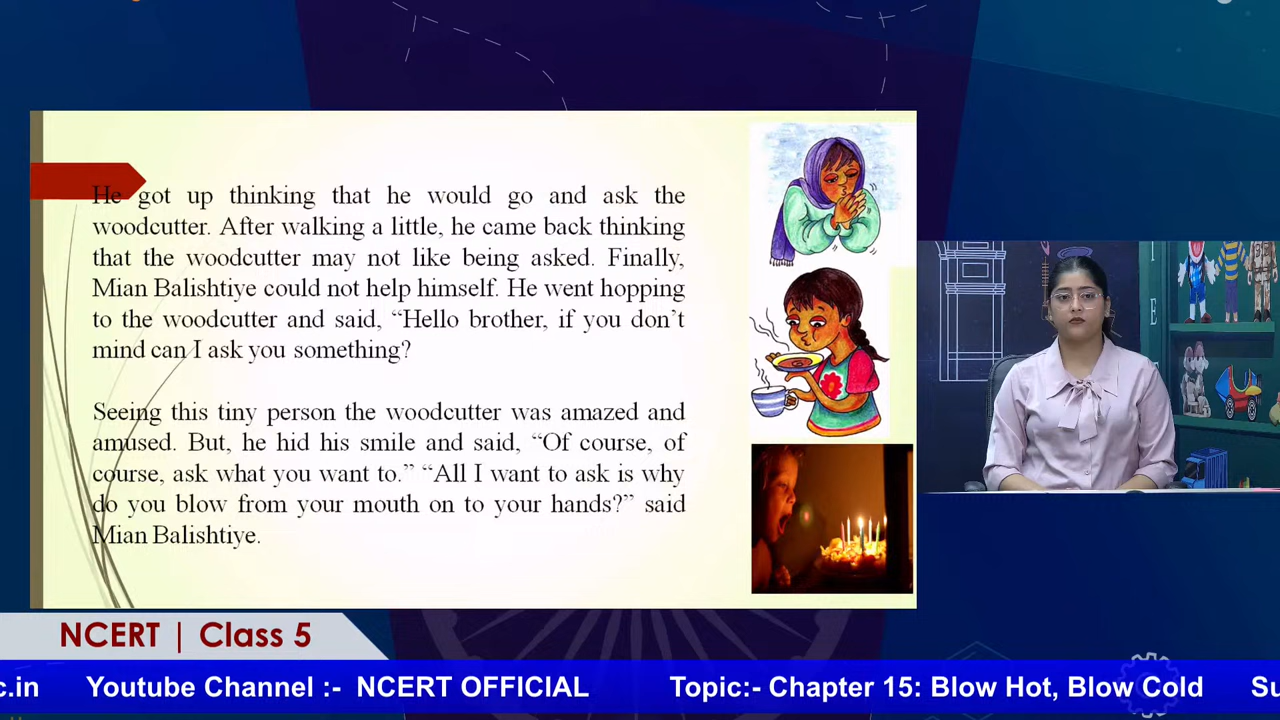 He got up thinking that he would go and ask the
woodcutter. After walking a little, he came back thinking
that the woodcutter may not like being asked. Finally,
Mian Balishtiye could not help himself. He went hopping
to the woodcutter and said, “Hello brother, if you don’t
mind can I ask you something?
Seeing this tiny person the woodcutter was amazed and
amused. But, he hid his smile and said, “Of course, of
course, ask what you want to.” “All I want to ask is why
do you blow from your mouth on to your hands?” said
Mian Balishtiye.
I
E
NCERT | Class 5
c.in Youtube Channel :- NCERT OFFICIAL Topic:- Chapter 15: Blow Hot, Blow Cold Su